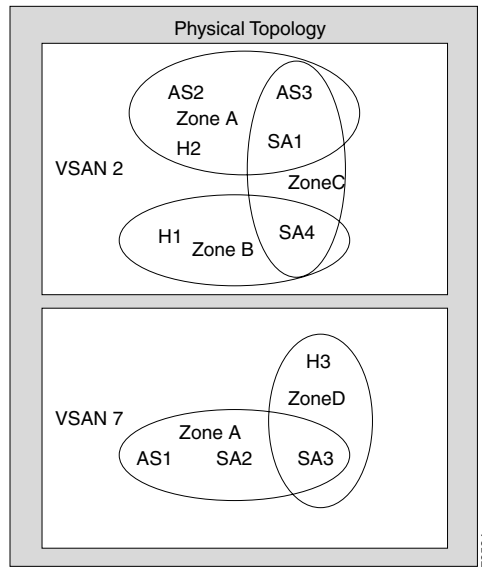 Physical Topology
AS2
AS3
Zone A
H2
SA1
VSAN 2
ZoneC
H1
Zone B
SA4
H3
ZoneD
VSAN 7
Zone A
AS1
SA2
SA3